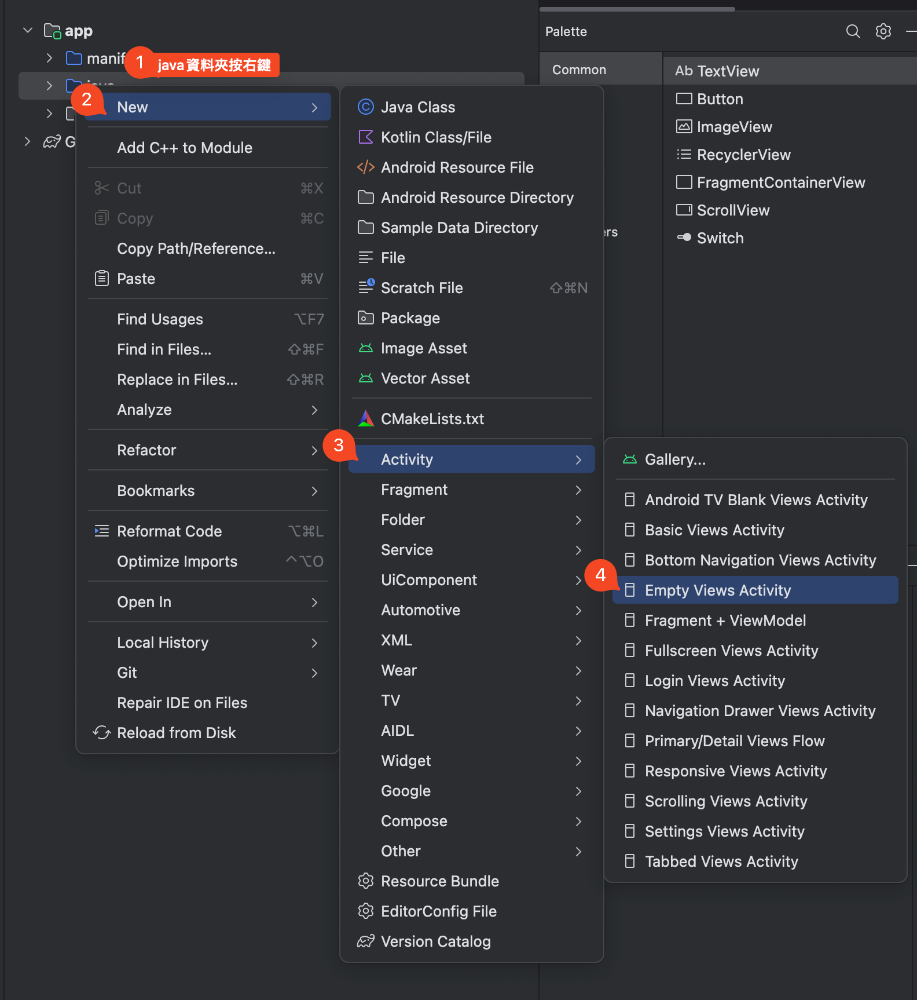 app
manif
1
java資料夾按右鍵
java
2
G
New
Add C++ to Module
Cut ⌘X
Copy ⌘C
Copy Path/Reference...
Paste ⌘V
Find Usages ⌥F7
Find in Files... ⇧⌘F
Replace in Files... ⇧⌘R
Analyze
Refactor
Bookmarks
Reformat Code ⌥⌘L
Optimize Imports ^⌥O
Open In
Local History
Git
Repair IDE on Files
Reload from Disk
Java Class
Kotlin Class/File
Android Resource File
Android Resource Directory
Sample Data Directory
File
Scratch File ⇧⌘N
Package
Image Asset
Vector Asset
CMakeLists.txt
3
Activity
Fragment
Folder
Service
UiComponent
Automotive
XML
Wear
TV
AIDL
Widget
Google
Compose
Other
Resource Bundle
EditorConfig File
Version Catalog
Gallery...
Android TV Blank Views Activity
Basic Views Activity
Bottom Navigation Views Activity
4
Empty Views Activity
Fragment + ViewModel
Fullscreen Views Activity
Login Views Activity
Navigation Drawer Views Activity
Primary/Detail Views Flow
Responsive Views Activity
Scrolling Views Activity
Settings Views Activity
Tabbed Views Activity
Palette
Common
ers
Ab TextView
Button
ImageView
RecyclerView
FragmentContainerView
ScrollView
Switch